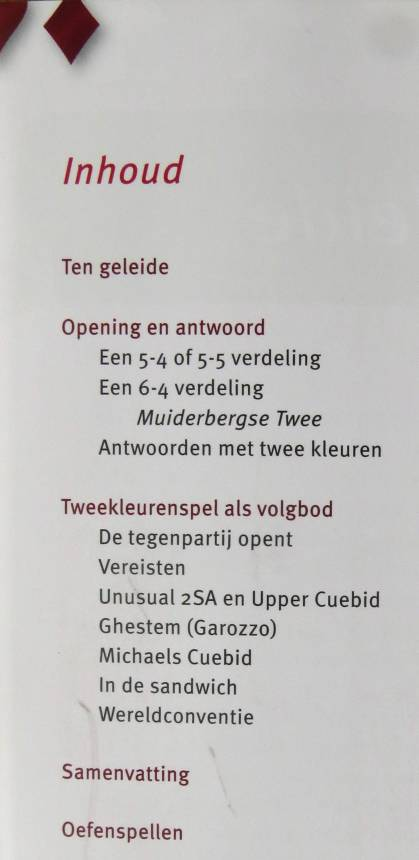 Inhoud
Ten geleide
Opening en antwoord
Een 5-4 of 5-5 verdeling
Een 6-4 verdeling
Muiderbergse Twee
Antwoorden met twee kleuren
Tweekleurenspel als volgbod
De tegenpartij opent
Vereisten
Unusual 2SA en Upper Cuebid
Ghestem (Garozzo)
Michaels Cuebid
In de sandwich
Wereldconventie
Samenvatting
Oefenspellen